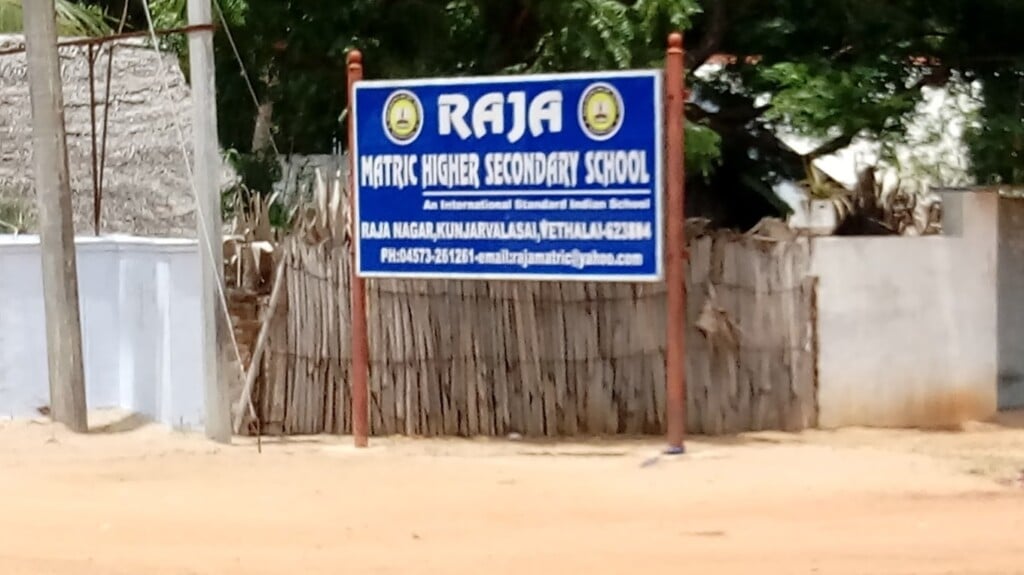 RAJA
MATRIC HIGHER SECONDARY SCHOOL
An International Standard Indian School
RAJA NAGAR,KUNJARVALASAI,VETHALAI-623804
PH:04573-261261-email:rajamatric@yahoo.com